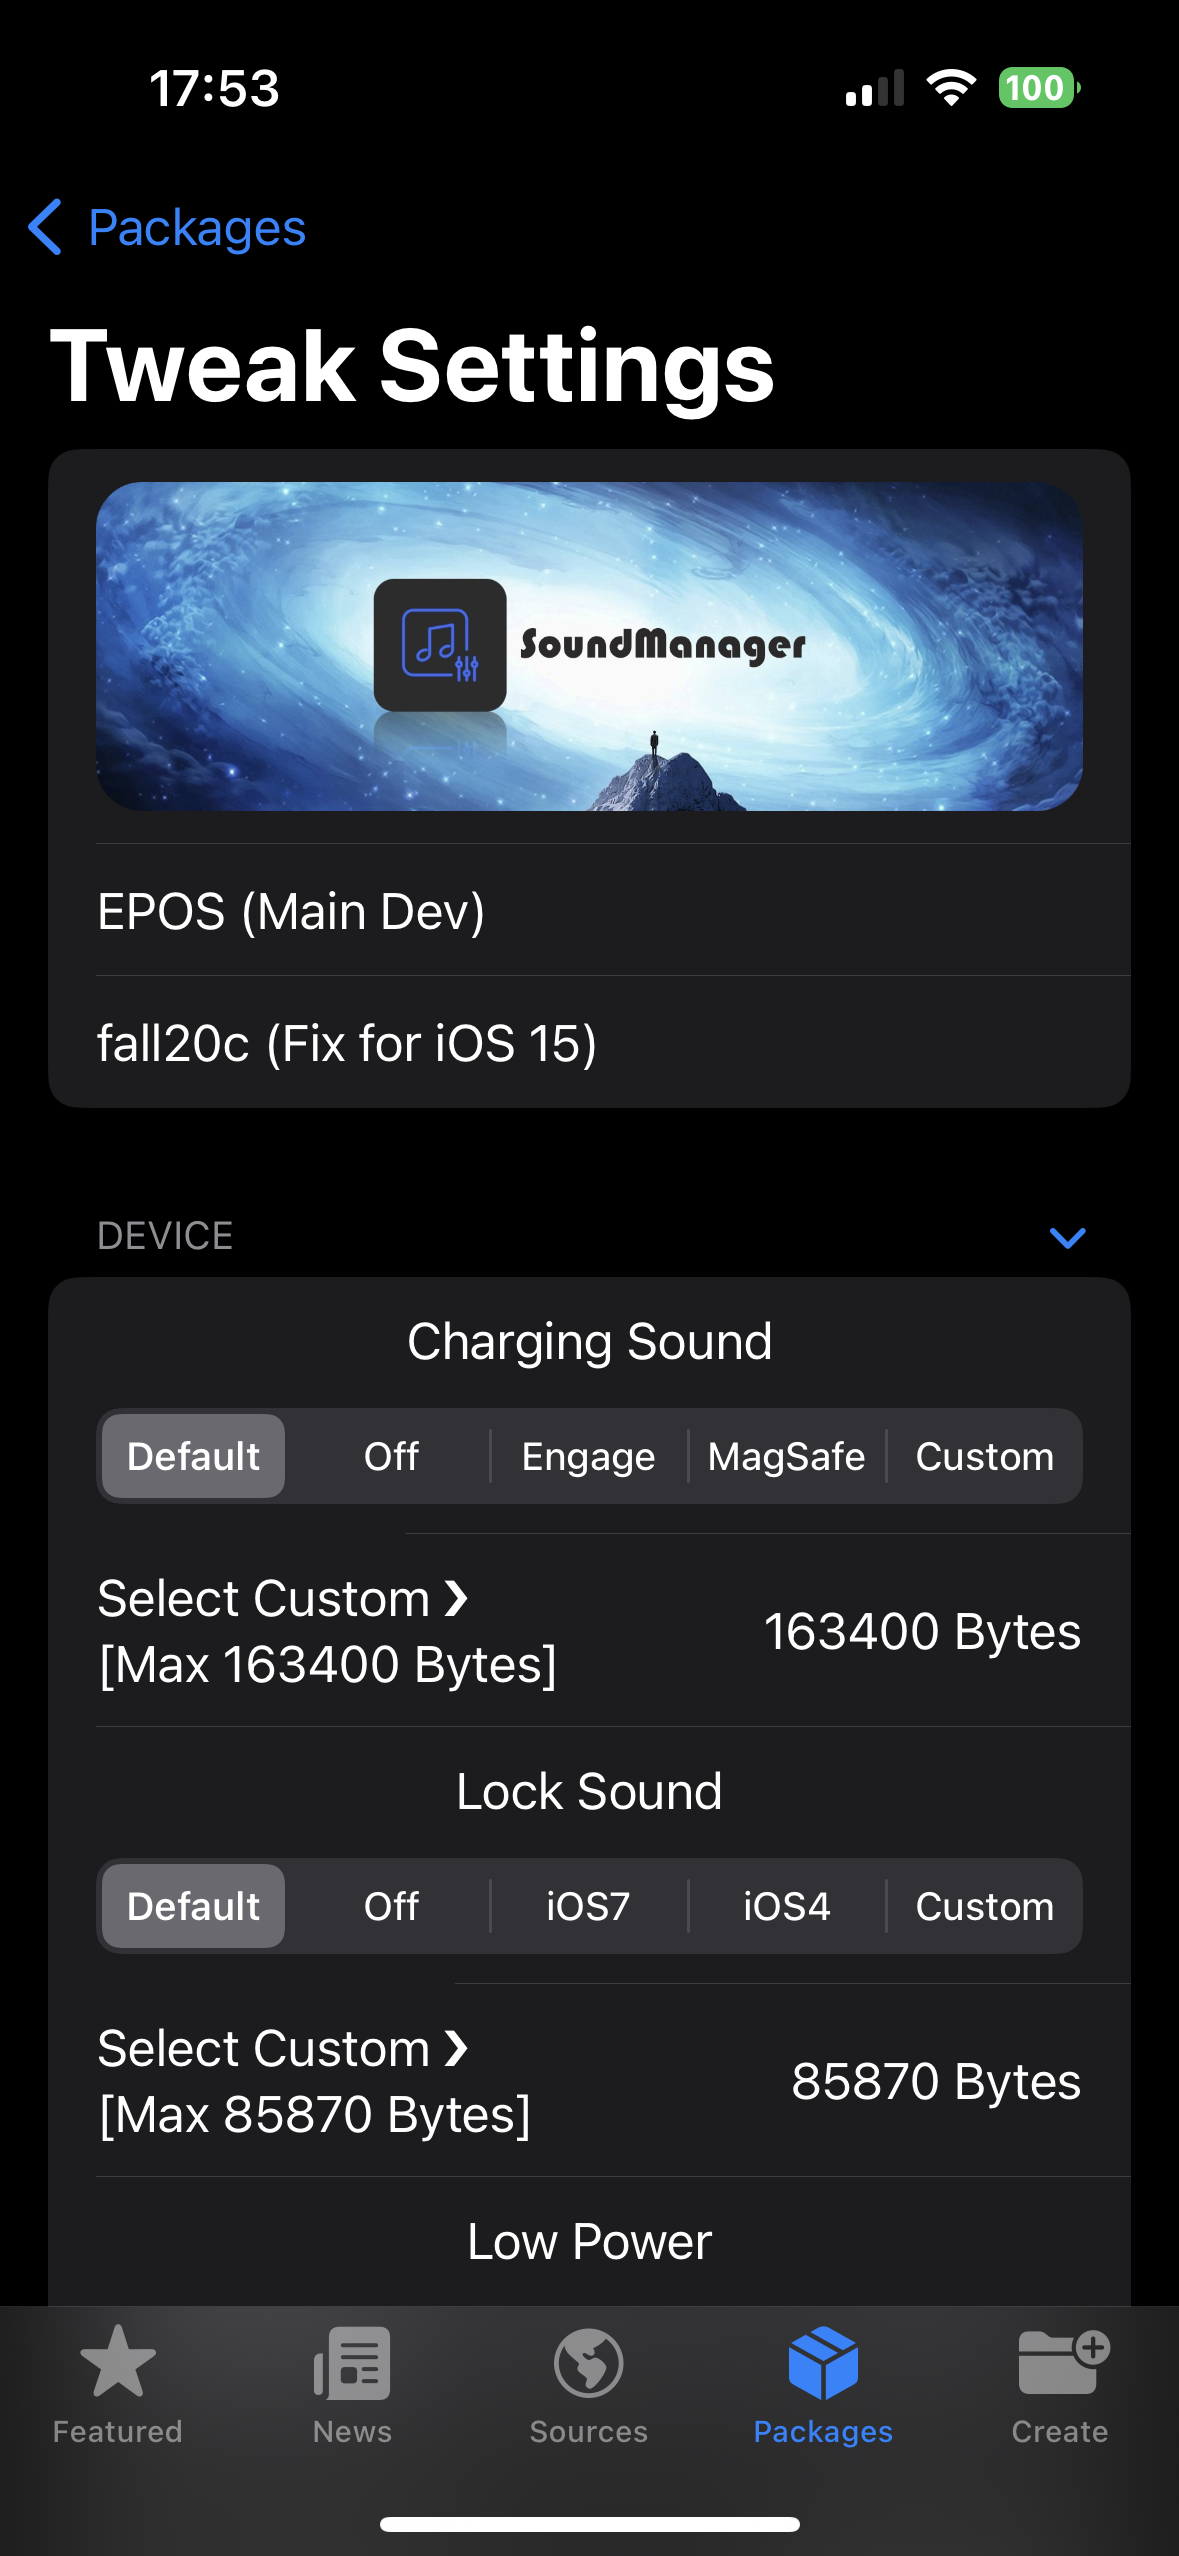 17:53
100
Packages
Tweak Settings
SoundManager
EPOS (Main Dev)
fall20c (Fix for iOS 15)
DEVICE
Charging Sound
Default Off Engage MagSafe Custom
Select Custom ❯
[Max 163400 Bytes]
163400 Bytes
Lock Sound
Default Off iOS7 iOS4 Custom
Select Custom ❯
[Max 85870 Bytes]
85870 Bytes
Low Power
Featured News Sources Packages Create